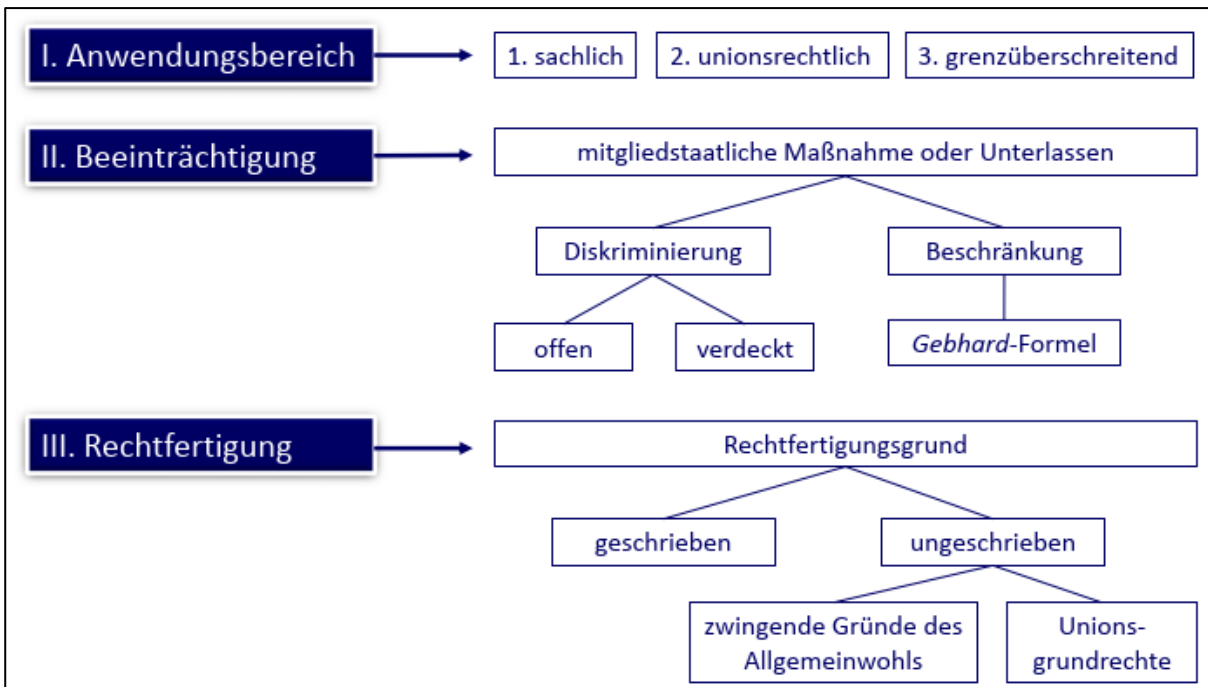 I. Anwendungsbereich
1. sachlich
2. unionsrechtlich
3. grenzüberschreitend
II. Beeinträchtigung
mitgliedstaatliche Maßnahme oder Unterlassen
Diskriminierung
Beschränkung
offen
verdeckt
Gebhard-Formel
III. Rechtfertigung
Rechtfertigungsgrund
geschrieben
ungeschrieben
zwingende Gründe des
Allgemeinwohls
Unions-
grundrechte